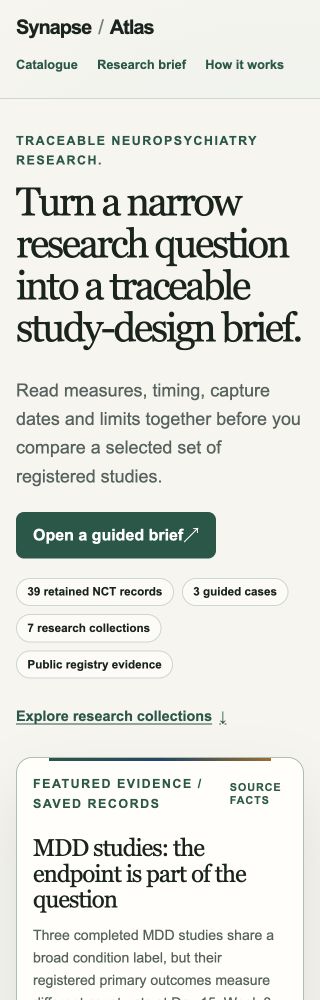 Synapse / Atlas
Catalogue Research brief How it works
TRACEABLE NEUROPSYCHIATRY
RESEARCH.
Turn a narrow
research question
into a traceable
study-design brief.
Read measures, timing, capture
dates and limits together before you
compare a selected set of
registered studies.
Open a guided brief↗
39 retained NCT records 3 guided cases
7 research collections
Public registry evidence
Explore research collections ↓
FEATURED EVIDENCE /
SAVED RECORDS
SOURCE
FACTS
MDD studies: the
endpoint is part of the
question
Three completed MDD studies share a
broad condition label, but their
registered primary outcomes measure